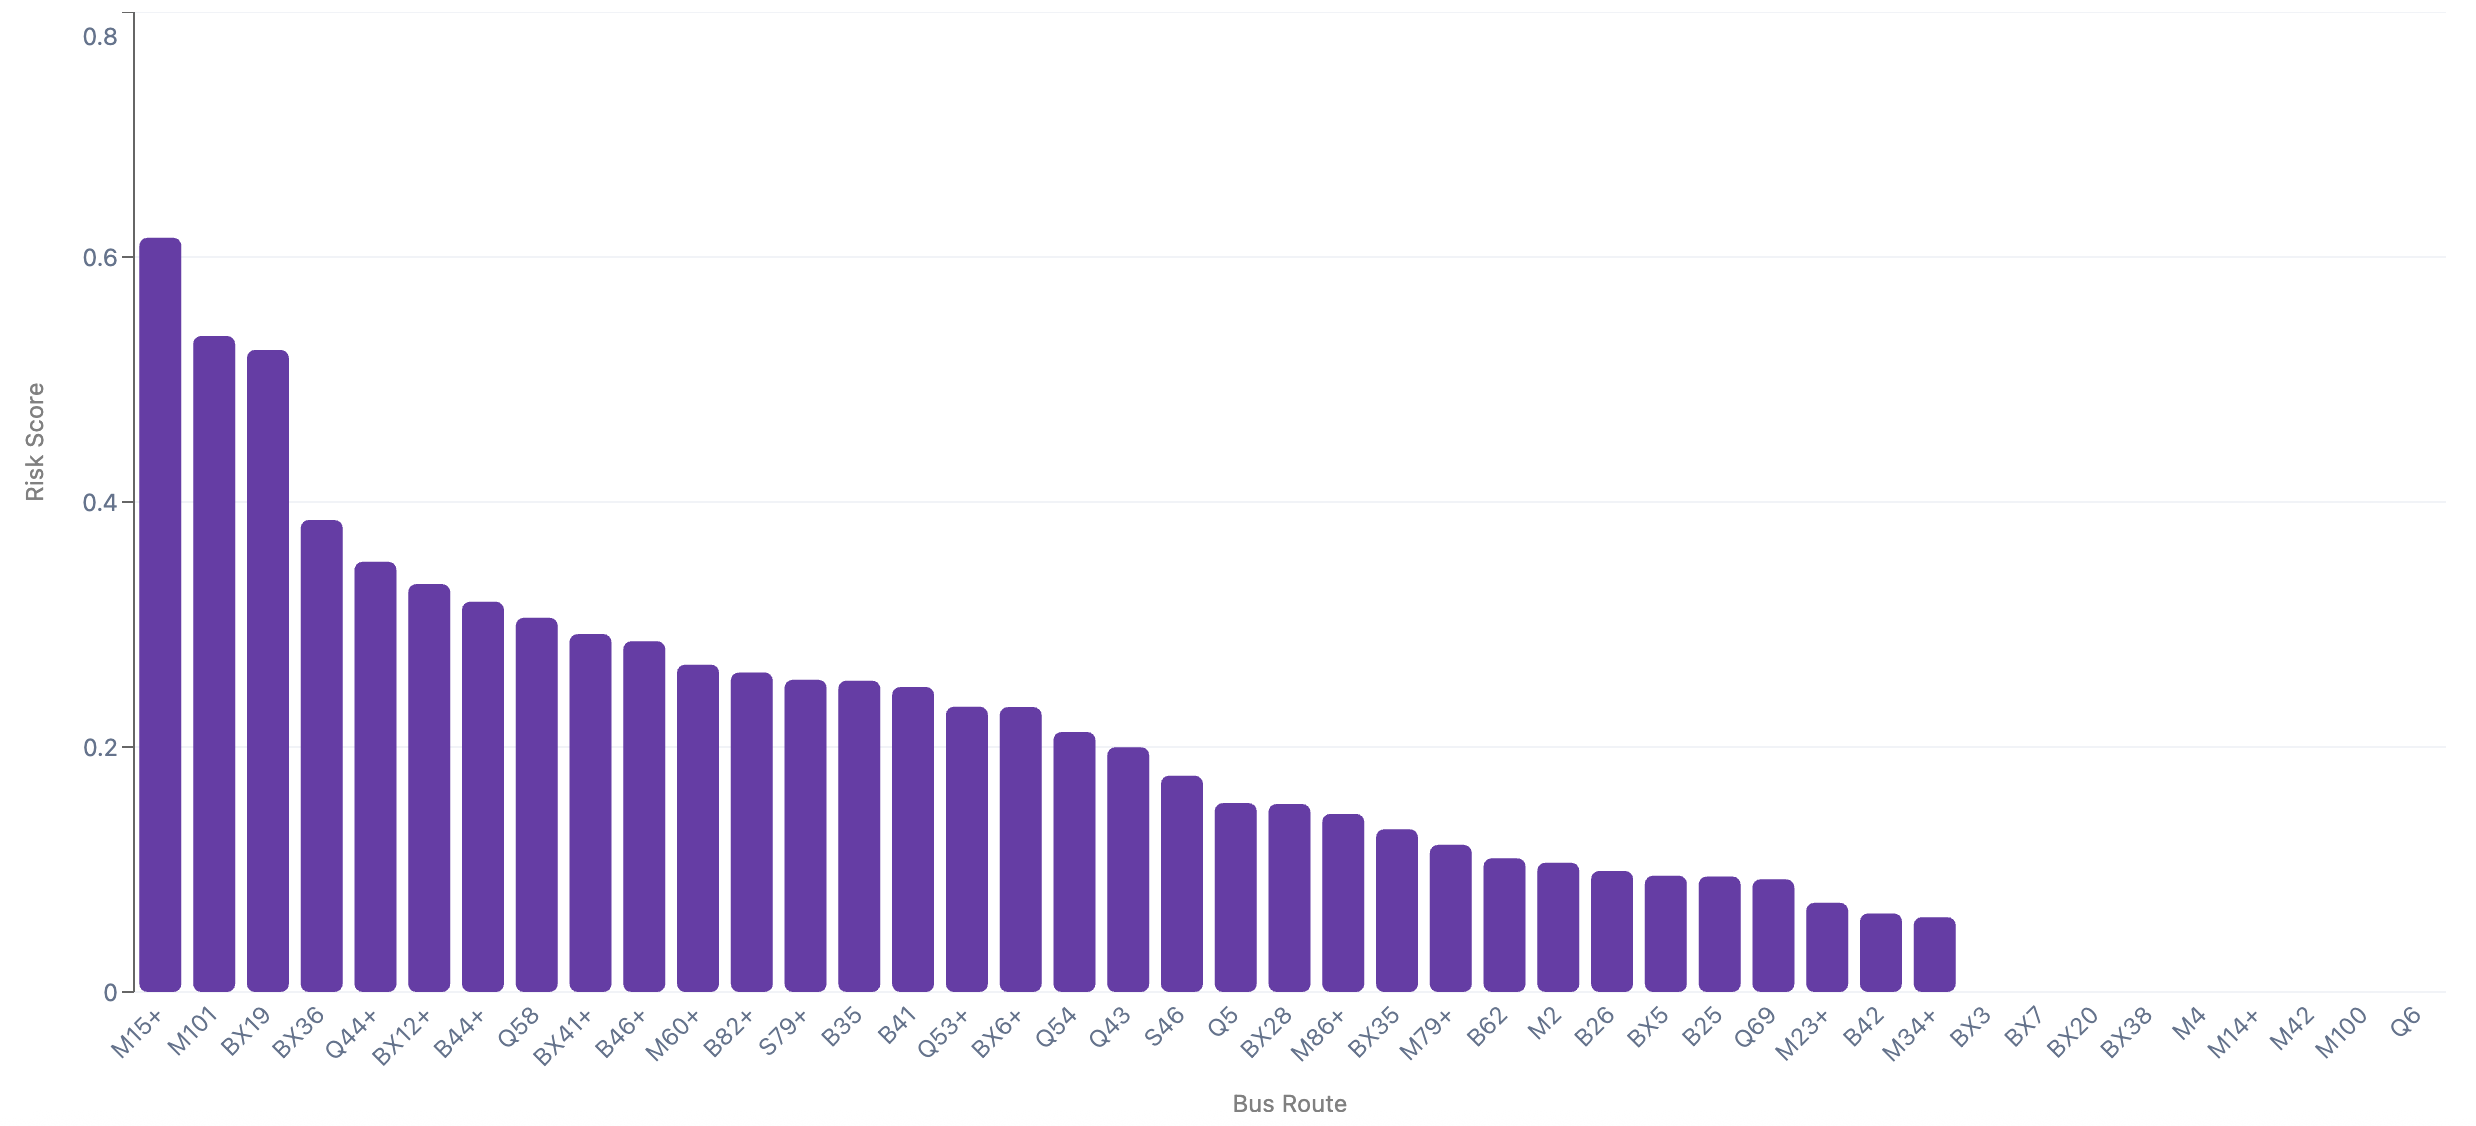 0.8
0.6
0.4
0.2
0
Risk Score
M15+
M101
BX19
BX36
Q44+
BX12+
B44+
Q58
BX41+
B46+
M60+
B82+
S79+
B35
B41
Q53+
BX6+
Q54
Q43
S46
Q5
BX28
M86+
BX35
M79+
B62
M2
B26
BX5
B25
Q69
M23+
B42
M34+
BX3
BX7
BX20
BX38
M4
M14+
M42
M100
Q6
Bus Route